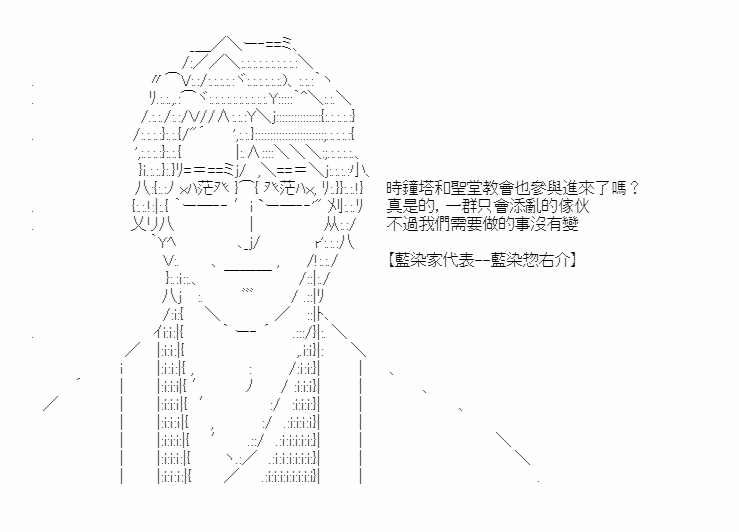 時鐘塔和聖堂教會也參與進來了嗎？
真是的，一群只會添亂的傢伙
不過我們需要做的事沒有變
【藍染家代表--藍染惣右介】